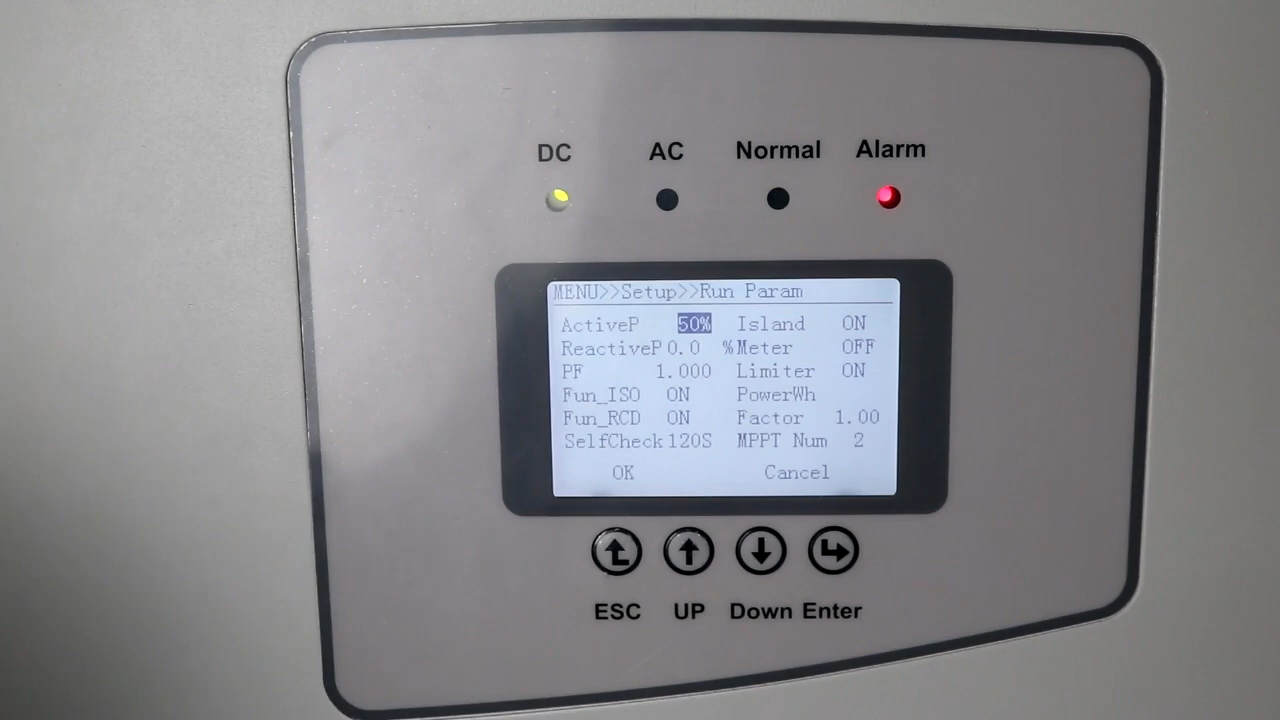 DC AC Normal Alarm
MENU>>Setup>>Run Param
ActiveP 50% Island ON
ReactiveP 0.0 % Meter OFF
PF 1.000 Limiter ON
Fun_ISO ON PowerWh
Fun_RCD ON Factor 1.00
SelfCheck 120S MPPT Num 2
OK Cancel
ESC UP Down Enter